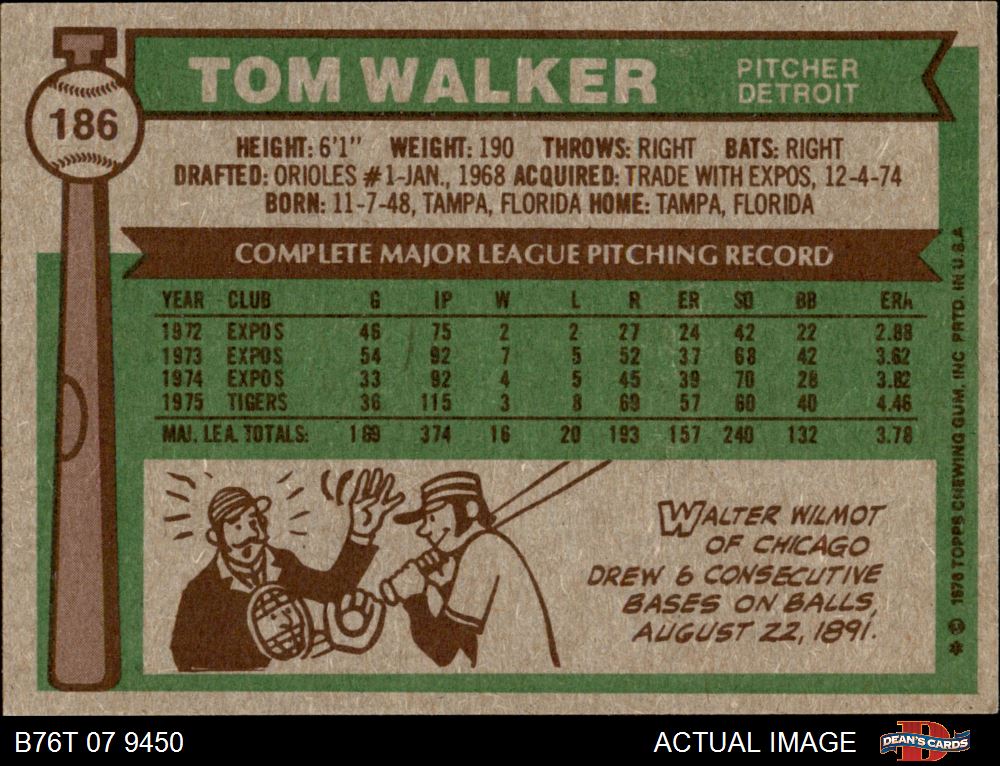 186
TOM WALKER
PITCHER
DETROIT
HEIGHT: 6'1" WEIGHT: 190 THROWS: RIGHT BATS: RIGHT
DRAFTED: ORIOLES #1-JAN., 1968 ACQUIRED: TRADE WITH EXPOS, 12-4-74
BORN: 11-7-48, TAMPA, FLORIDA HOME: TAMPA, FLORIDA
COMPLETE MAJOR LEAGUE PITCHING RECORD
YEAR CLUB G IP W L R ER SO BB ERA
1972 EXPOS 46 75 2 2 27 24 42 22 2.88
1973 EXPOS 54 92 7 5 52 37 68 42 3.62
1974 EXPOS 33 92 4 5 45 39 70 28 3.82
1975 TIGERS 36 115 3 8 69 57 60 40 4.46
MAJ. LEA. TOTALS: 169 374 16 20 193 157 240 132 3.78
WALTER WILMOT
OF CHICAGO
DREW 6 CONSECUTIVE
BASES ON BALLS,
AUGUST 22, 1891.
* © 1976 TOPPS CHEWING GUM, INC PRTD. IN U.S.A
B76T 07 9450
ACTUAL IMAGE
DEAN'S CARDS